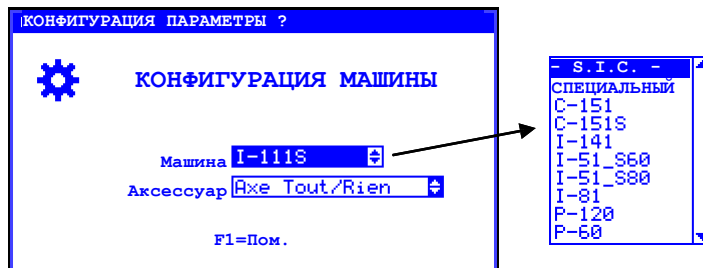 КОНФИГУРАЦИЯ ПАРАМЕТРЫ ?
КОНФИГУРАЦИЯ МАШИНЫ
Машина I-111S
Аксессуар Axe Tout/Rien
F1=Пом.
- S.I.C. -
СПЕЦИАЛЬНЫЙ
C-151
C-151S
I-141
I-51_S60
I-51_S80
I-81
P-120
P-60